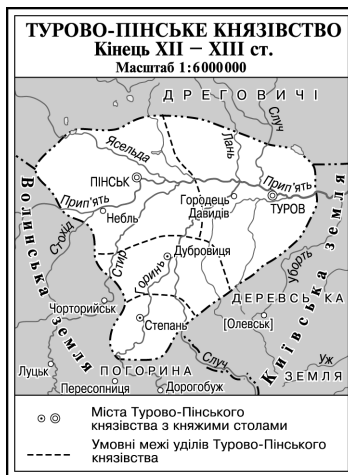 ТУРОВО-ПІНСЬКЕ КНЯЗІВСТВО
Кінець XII – XIII ст.
Масштаб 1:6000000
ДРЕГОВИЧІ
Ясельда
Лань
Случ
ПІНСЬК
Прип'ять
Прип'ять
Городець
Давидів
ТУРОВ
Небль
Стохід
Волинська земля
Стир
Горинь
Дубровиця
Уборть
Київська земля
ДЕРЕВСЬКА
ЗЕМЛЯ
Чорторийськ
Степань
[Олевськ]
Случ
Уж
ПОГОРИНА
Луцьк
Пересопниця
Дорогобуж
Міста Турово-Пінського
князівства з княжими столами
Умовні межі уділів Турово-Пінського
князівства